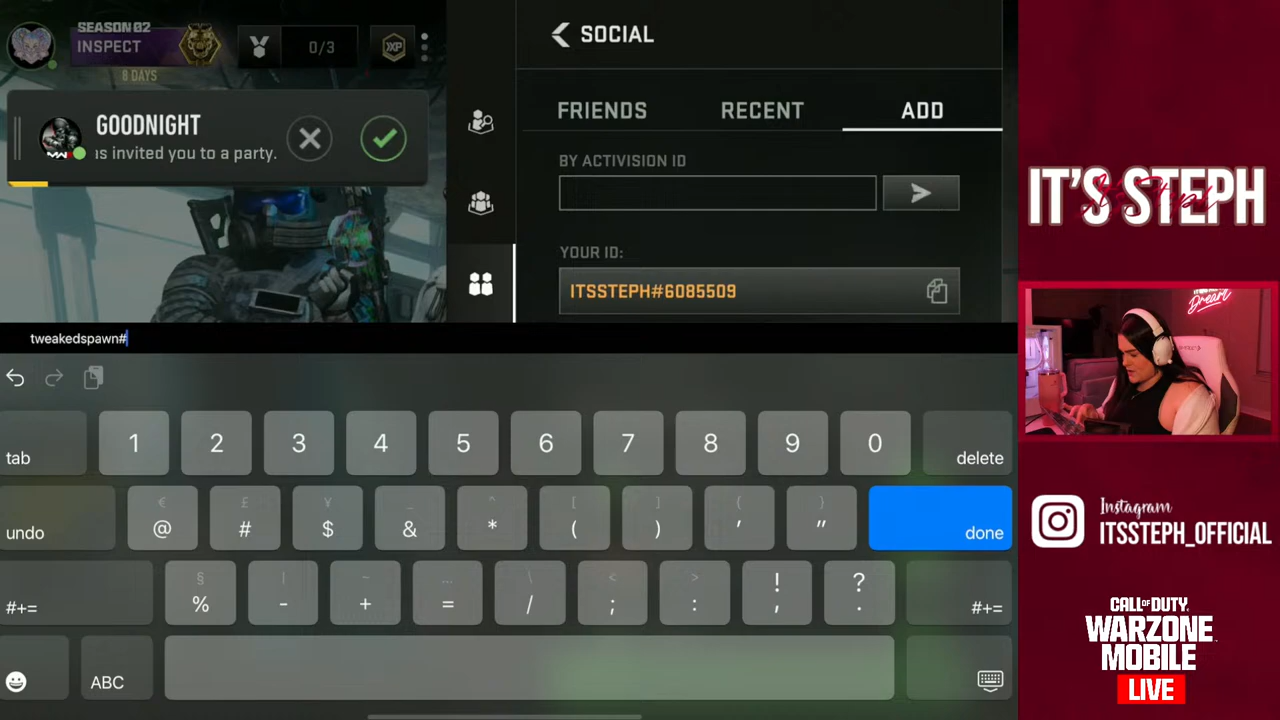 SEASON 02
INSPECT
8 DAYS
0/3
XP
GOODNIGHT
is invited you to a party.
SOCIAL
FRIENDS RECENT ADD
BY ACTIVISION ID
YOUR ID:
ITSSTEPH#6085509
tweakedspawn#
tab 1 2 3 4 5 6 7 8 9 0 delete
€ £ ¥ _ ^ [ ] { }
undo @ # $ & * ( ) ' " done
§ | ~ … \ < > ! ?
#+= % - + = / ; : , . #+=
ABC
IT'S STEPH
It's Steph
Dream
Instagram
ITSSTEPH_OFFICIAL
CALL OF DUTY
WARZONE
MOBILE
LIVE